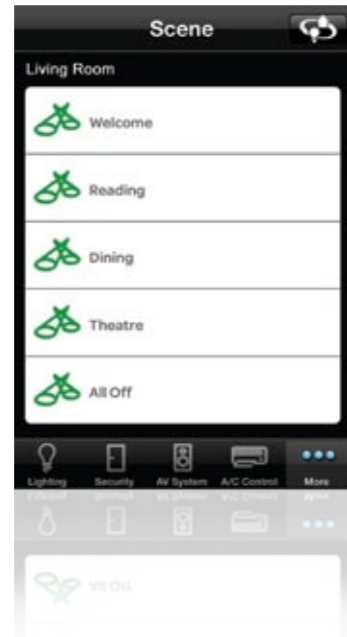 Scene
Living Room
Welcome
Reading
Dining
Theatre
All Off
Lighting Security AV System A/C Control More